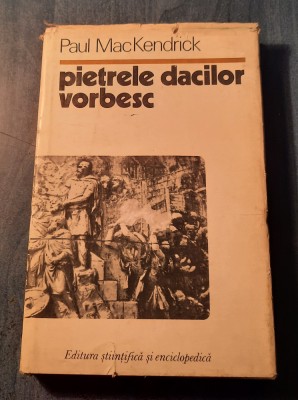 Paul MacKendrick
pietrele dacilor
vorbesc
Editura științifică și enciclopedică